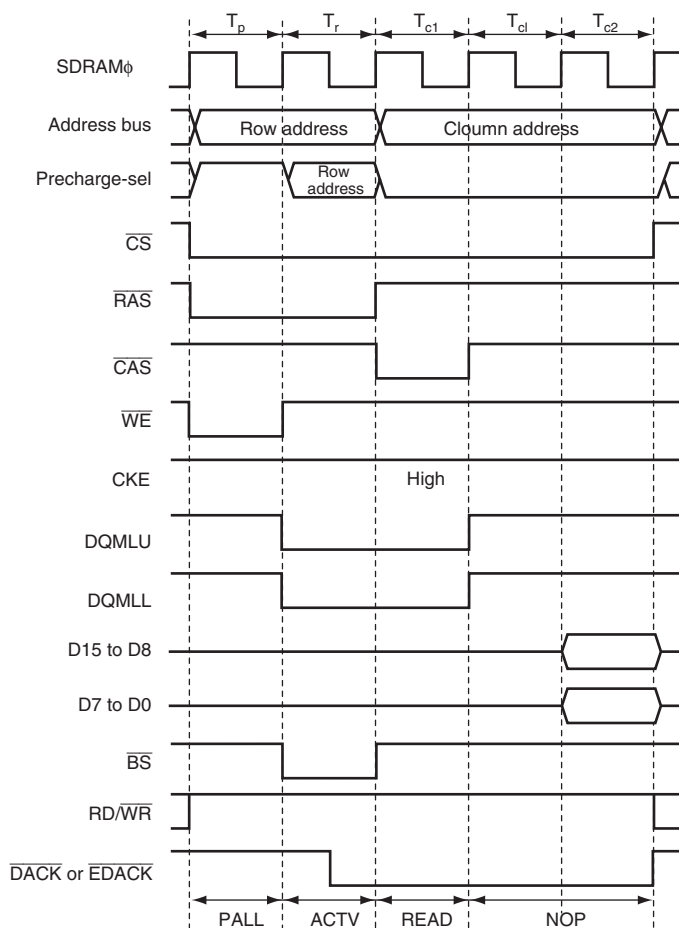 Tp Tr Tc1 Tcl Tc2
SDRAMφ
Address bus Row address Cloumn address
Precharge-sel Row
address
CS
RAS
CAS
WE
CKE High
DQMLU
DQMLL
D15 to D8
D7 to D0
BS
RD/WR
DACK or EDACK
PALL ACTV READ NOP